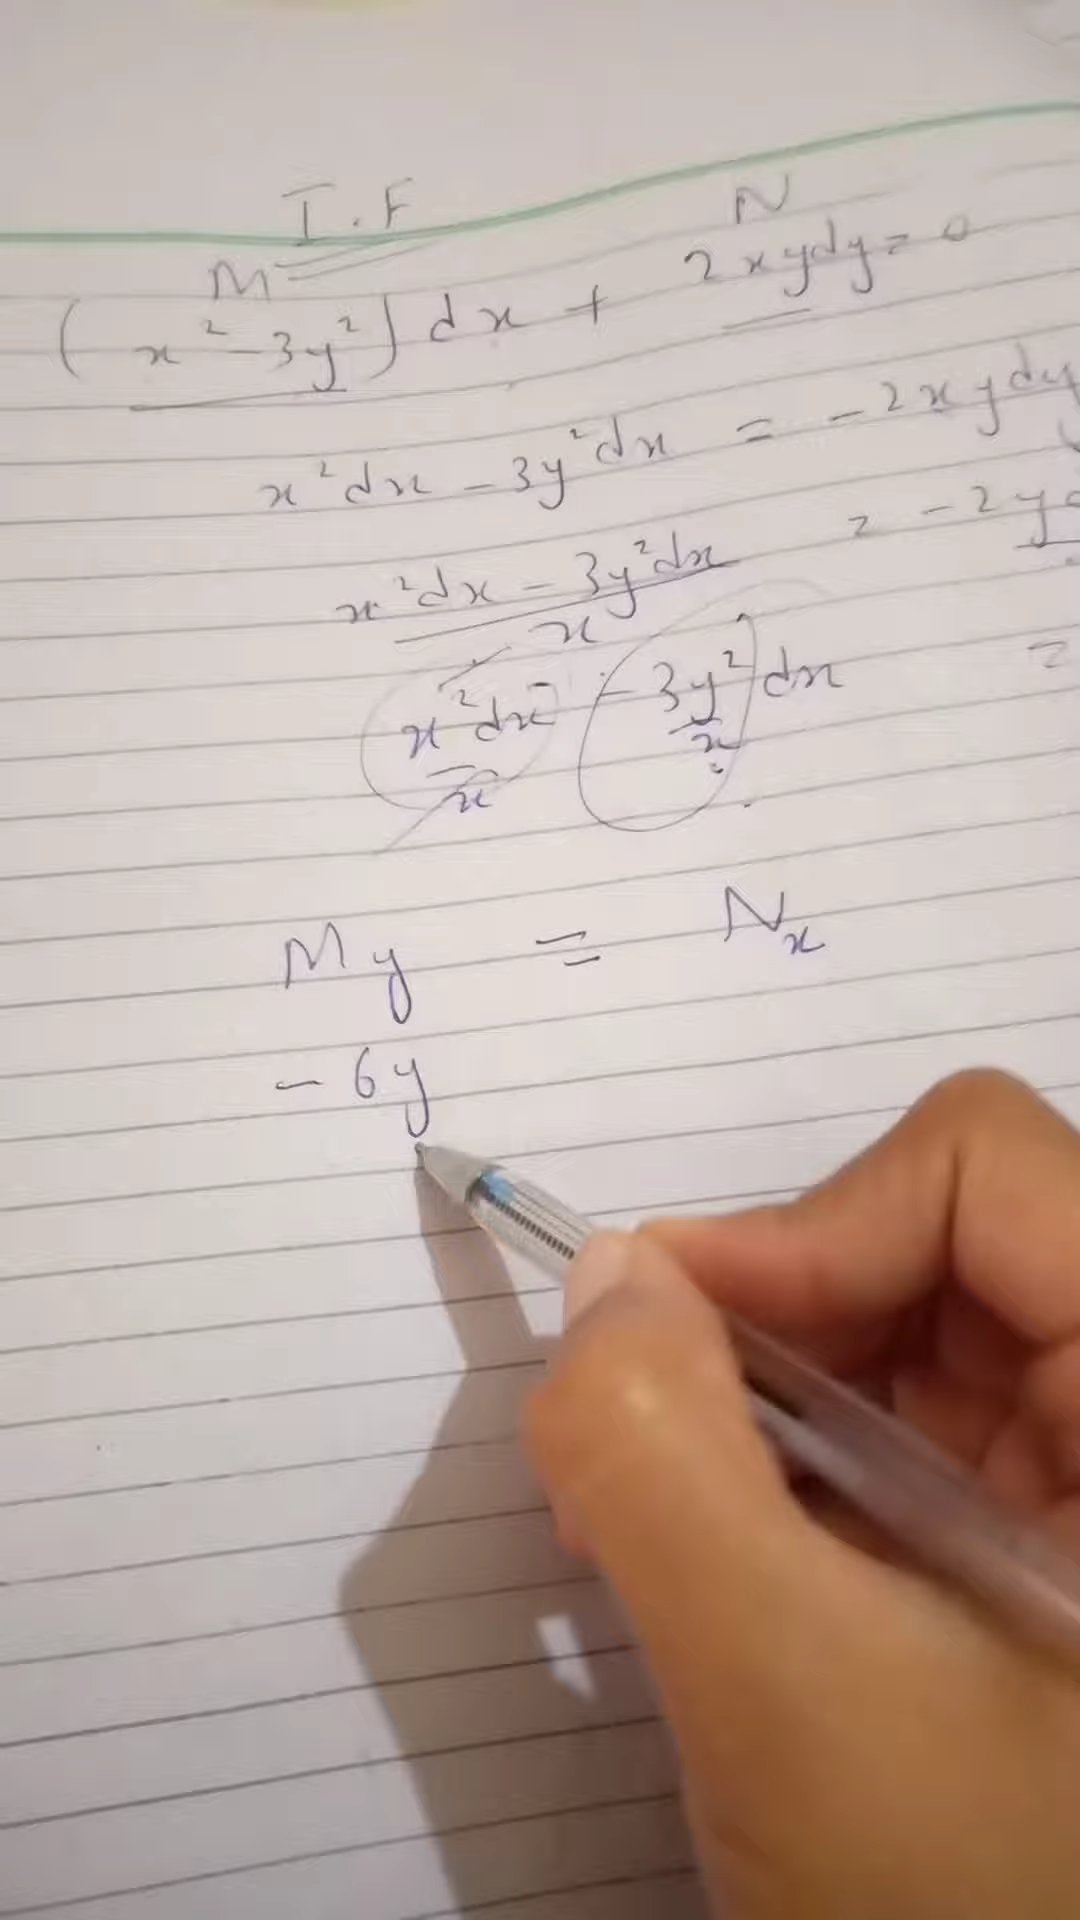 I.F
M N
(x² - 3y²) dx + 2xydy = 0
x²dx - 3y²dx = - 2xydy
x²dx - 3y²dx / x = - 2y
x²dx / x - 3y² / x dx =
My = Nx
- 6y